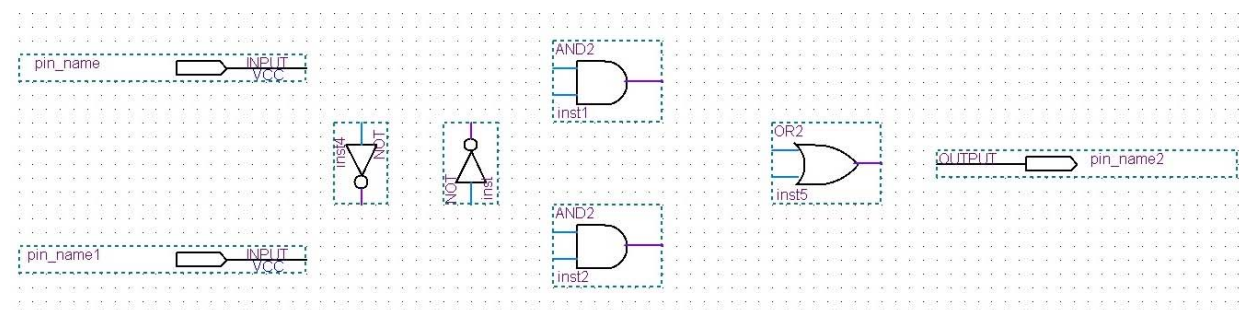 pin_name
INPUT
VCC
AND2
inst1
inst4
NOT
NOT
inst
OR2
inst5
OUTPUT
pin_name2
AND2
inst2
pin_name1
INPUT
VCC